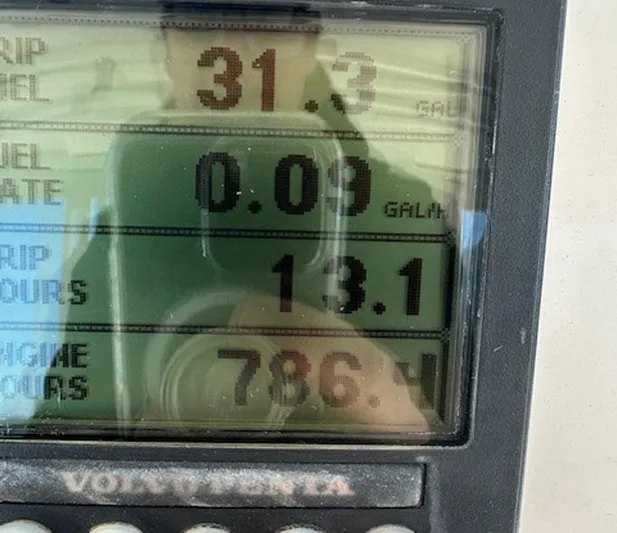 RIP
UEL 31.3 GAL
UEL
ATE 0.09 GAL/H
RIP
OURS 13.1
NGINE
OURS 786.4
VOLVO PENTA